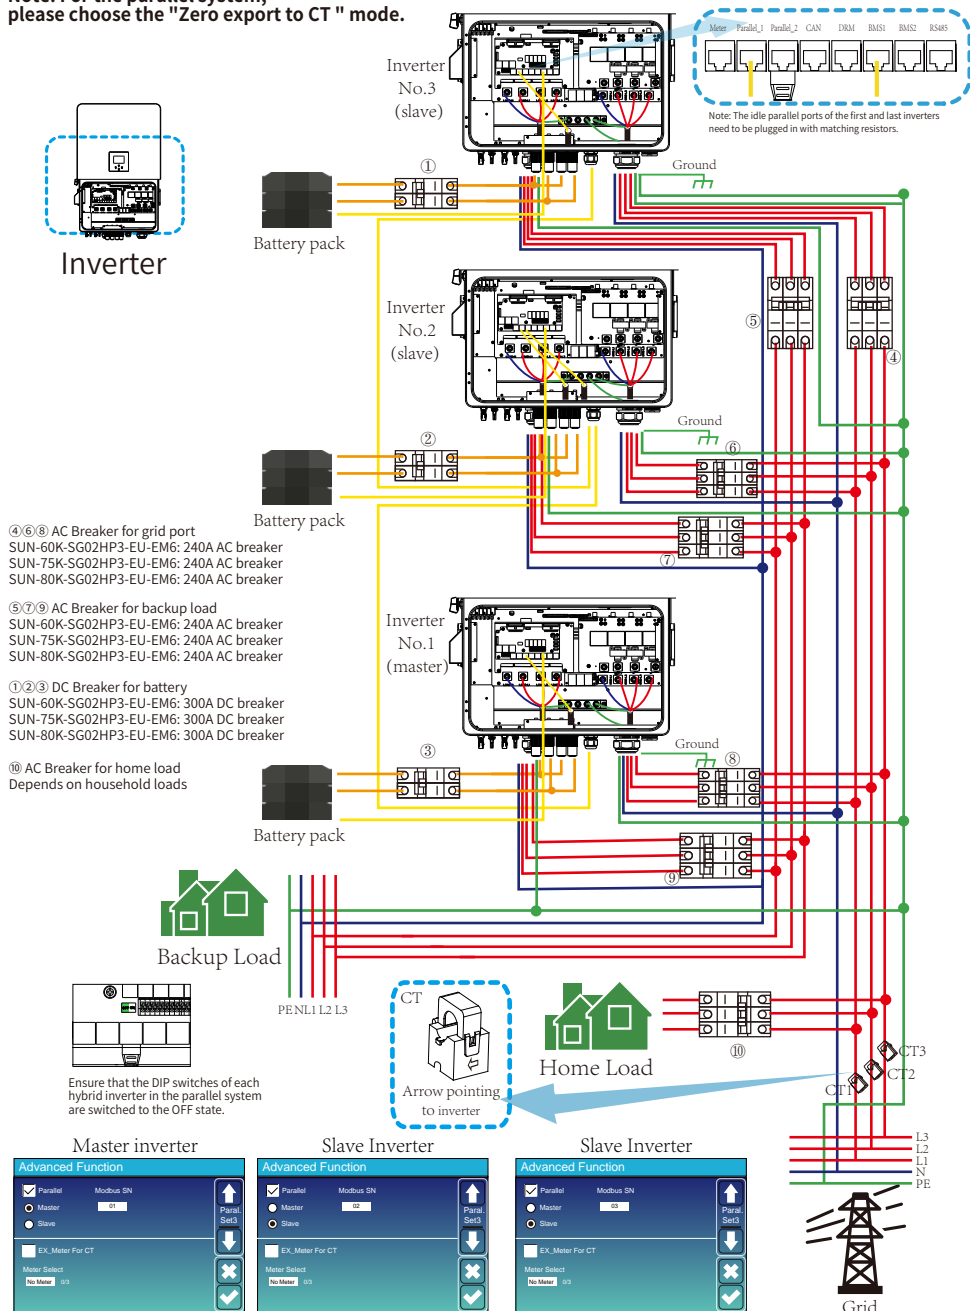 please choose the "Zero export to CT " mode.
Meter Parallel_1 Parallel_2 CAN DRM BMS1 BMS2 RS485
Note: The idle parallel ports of the first and last inverters
need to be plugged in with matching resistors.
Inverter
No.3
(slave)
Ground
①
Battery pack
Inverter
Inverter
No.2
(slave)
⑤
④
Ground
②
⑥
Battery pack
⑦
④⑥⑧ AC Breaker for grid port
SUN-60K-SG02HP3-EU-EM6: 240A AC breaker
SUN-75K-SG02HP3-EU-EM6: 240A AC breaker
SUN-80K-SG02HP3-EU-EM6: 240A AC breaker
⑤⑦⑨ AC Breaker for backup load
SUN-60K-SG02HP3-EU-EM6: 240A AC breaker
SUN-75K-SG02HP3-EU-EM6: 240A AC breaker
SUN-80K-SG02HP3-EU-EM6: 240A AC breaker
①②③ DC Breaker for battery
SUN-60K-SG02HP3-EU-EM6: 300A DC breaker
SUN-75K-SG02HP3-EU-EM6: 300A DC breaker
SUN-80K-SG02HP3-EU-EM6: 300A DC breaker
⑩ AC Breaker for home load
Depends on household loads
Inverter
No.1
(master)
Ground
③
⑧
Battery pack
⑨
Backup Load
PE N L1 L2 L3
CT
Arrow pointing
to inverter
Home Load
⑩
CT3
CT2
CT1
Ensure that the DIP switches of each
hybrid inverter in the parallel system
are switched to the OFF state.
L3
L2
L1
N
PE
Grid
Master inverter
Advanced Function
Parallel Modbus SN
Master 01
Slave
Paral.
Set3
EX_Meter For CT
Meter Select
No Meter 0/3
Slave Inverter
Advanced Function
Parallel Modbus SN
Master 02
Slave
Paral.
Set3
EX_Meter For CT
Meter Select
No Meter 0/3
Slave Inverter
Advanced Function
Parallel Modbus SN
Master 03
Slave
Paral.
Set3
EX_Meter For CT
Meter Select
No Meter 0/3